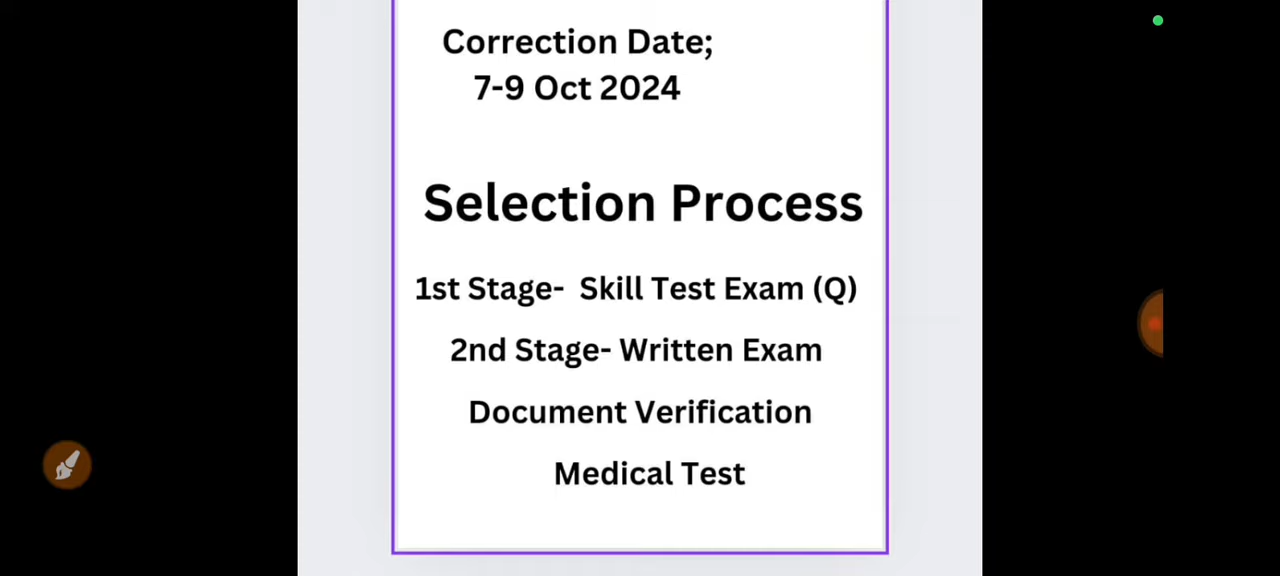 Correction Date;
7-9 Oct 2024
Selection Process
1st Stage-  Skill Test Exam (Q)
2nd Stage- Written Exam
Document Verification
Medical Test